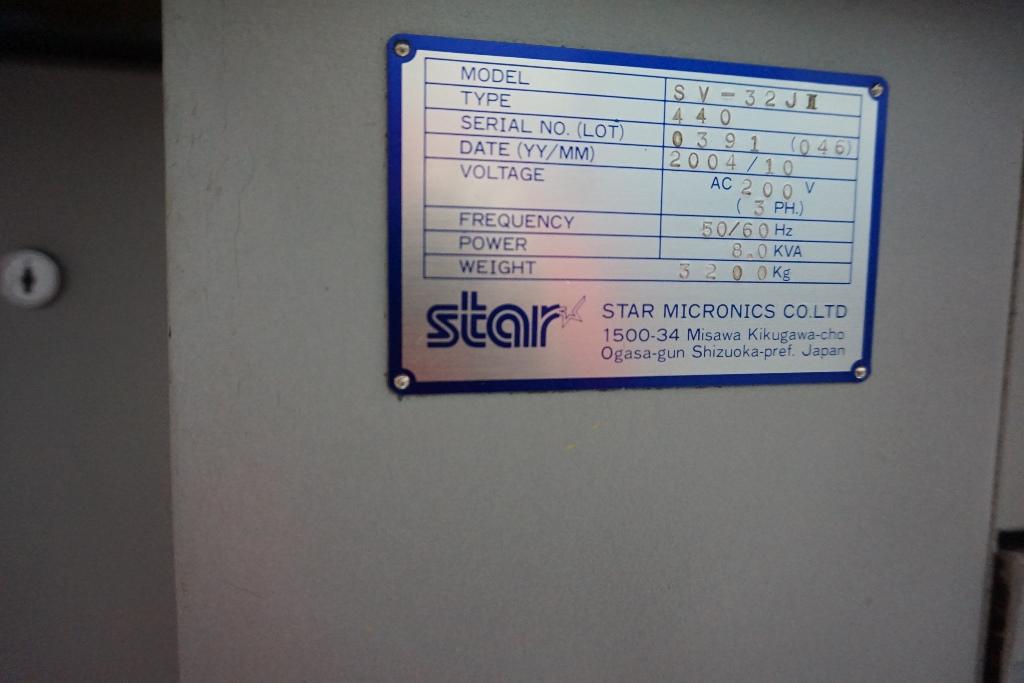 MODEL SV-32JⅡ
TYPE 440
SERIAL NO. (LOT) 0391 (046)
DATE (YY/MM) 2004/10
VOLTAGE AC 200 V
(3 PH.)
FREQUENCY 50/60 Hz
POWER 8.0 KVA
WEIGHT 3200 Kg
star STAR MICRONICS CO.LTD
1500-34 Misawa Kikugawa-cho
Ogasa-gun Shizuoka-pref. Japan